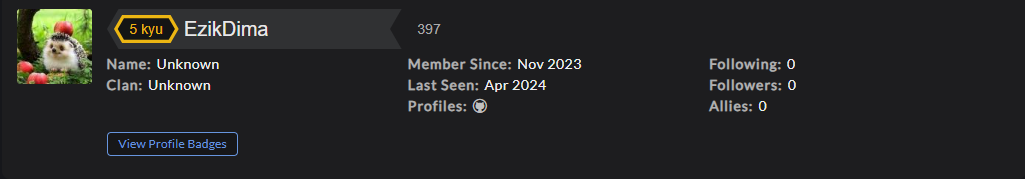 5 kyu EzikDima 397
Name: Unknown Member Since: Nov 2023 Following: 0
Clan: Unknown Last Seen: Apr 2024 Followers: 0
Profiles: Allies: 0
View Profile Badges